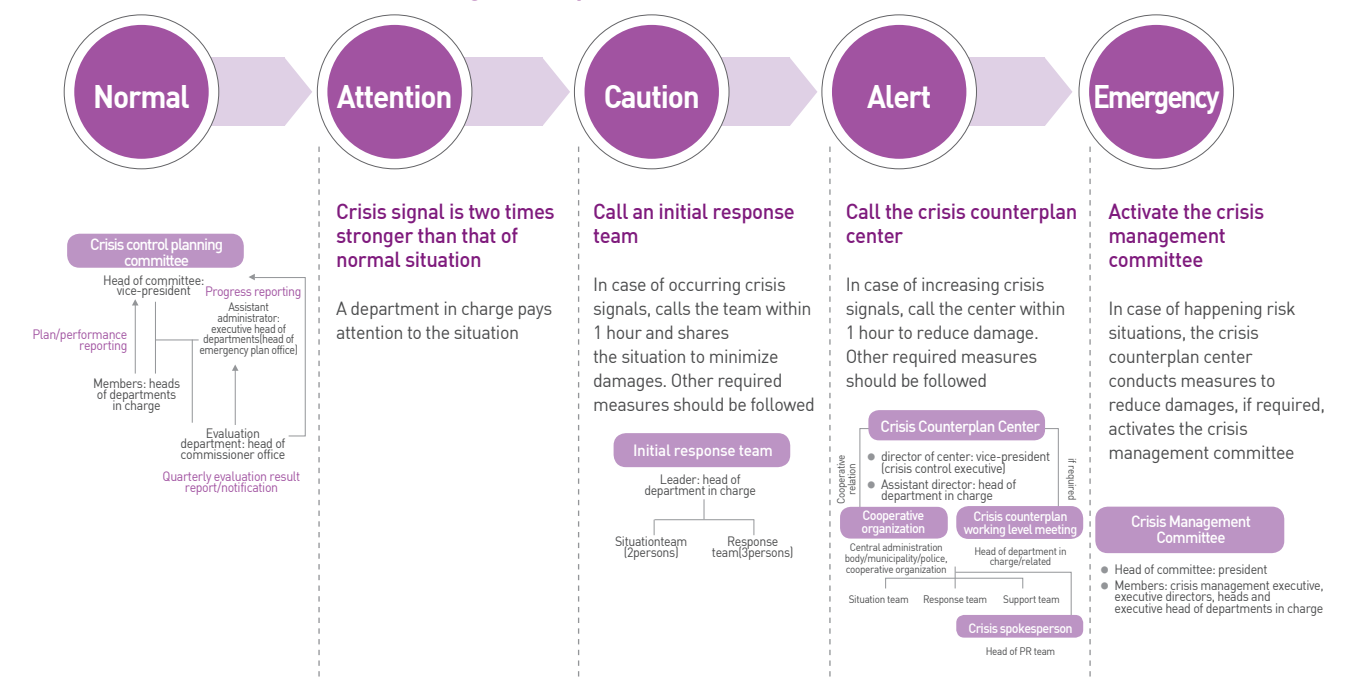 Normal
Attention
Caution
Alert
Emergency
Crisis control planning
committee
Head of committee:
vice-president
Progress reporting
Assistant
administrator:
executive head of
departments(head of
emergency plan office)
Plan/performance
reporting
Members: heads
of departments
in charge
Evaluation
department: head of
commissioner office
Quarterly evaluation result
report/notification
Crisis signal is two times
stronger than that of
normal situation
A department in charge pays
attention to the situation
Call an initial response
team
In case of occurring crisis
signals, calls the team within
1 hour and shares
the situation to minimize
damages. Other required
measures should be followed
Initial response team
Leader: head of
department in charge
Situationteam
(2persons)
Response
team(3persons)
Call the crisis counterplan
center
In case of increasing crisis
signals, call the center within
1 hour to reduce damage.
Other required measures
should be followed
Crisis Counterplan Center
● director of center: vice-president
(crisis control executive)
● Assistant director: head of
department in charge
Cooperative
relation
if required
Cooperative
organization
Central administration
body/municipality/police,
cooperative organization
Crisis counterplan
working level meeting
Head of department in
charge/related
Situation team
Response team
Support team
Crisis spokesperson
Head of PR team
Activate the crisis
management
committee
In case of happening risk
situations, the crisis
counterplan center
conducts measures to
reduce damages, if required,
activates the crisis
management committee
Crisis Management
Committee
● Head of committee: president
● Members: crisis management executive,
executive directors, heads and
executive head of departments in charge